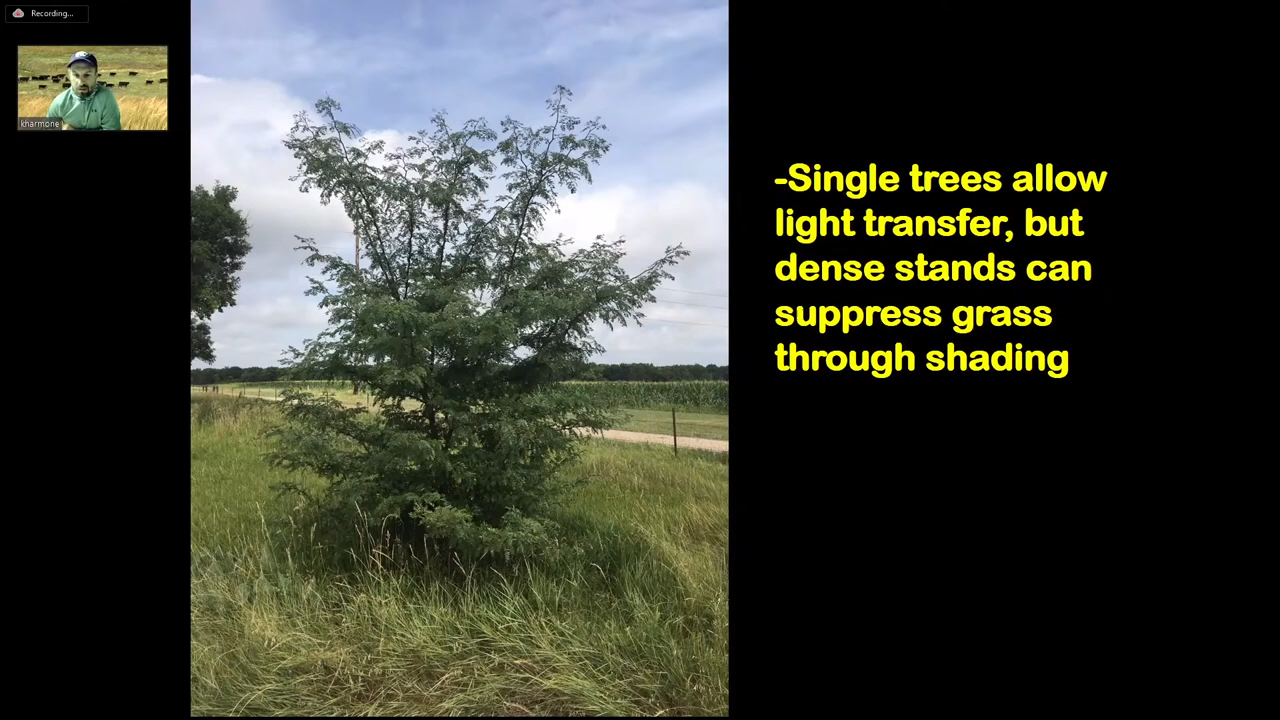 Recording...
kharmone
-Single trees allow
light transfer, but
dense stands can
suppress grass
through shading